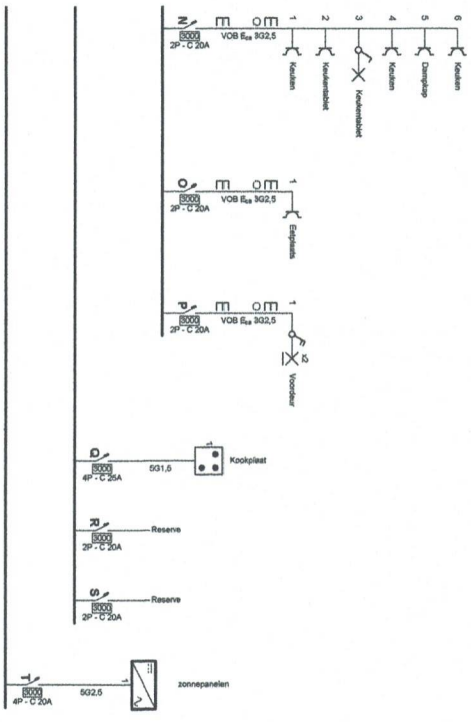 N
3000
2P - C 20A
VOB Eca 3G2,5
1
Keuken
2
Keukentablet
3
Keukentablet
4
Keuken
5
Dampkap
6
Keuken
O
3000
2P - C 20A
VOB Eca 3G2,5
1
Eetplaats
P
3000
2P - C 20A
VOB Eca 3G2,5
1
x2
Voordeur
Q
3000
4P - C 25A
5G1,5
1
Kookplaat
R
3000
2P - C 20A
Reserve
S
3000
2P - C 20A
Reserve
T
3000
4P - C 20A
5G2,5
1
zonnepanelen